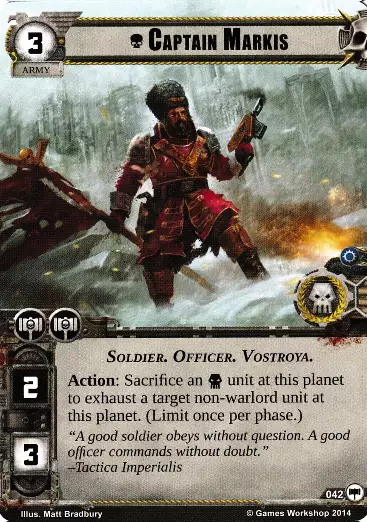 3
ARMY
CAPTAIN MARKIS
SOLDIER. OFFICER. VOSTROYA.
2
3
Action: Sacrifice an unit at this planet
to exhaust a target non-warlord unit at
this planet. (Limit once per phase.)
“A good soldier obeys without question. A good
officer commands without doubt.”
–Tactica Imperialis
042
Illus. Matt Bradbury
© Games Workshop 2014